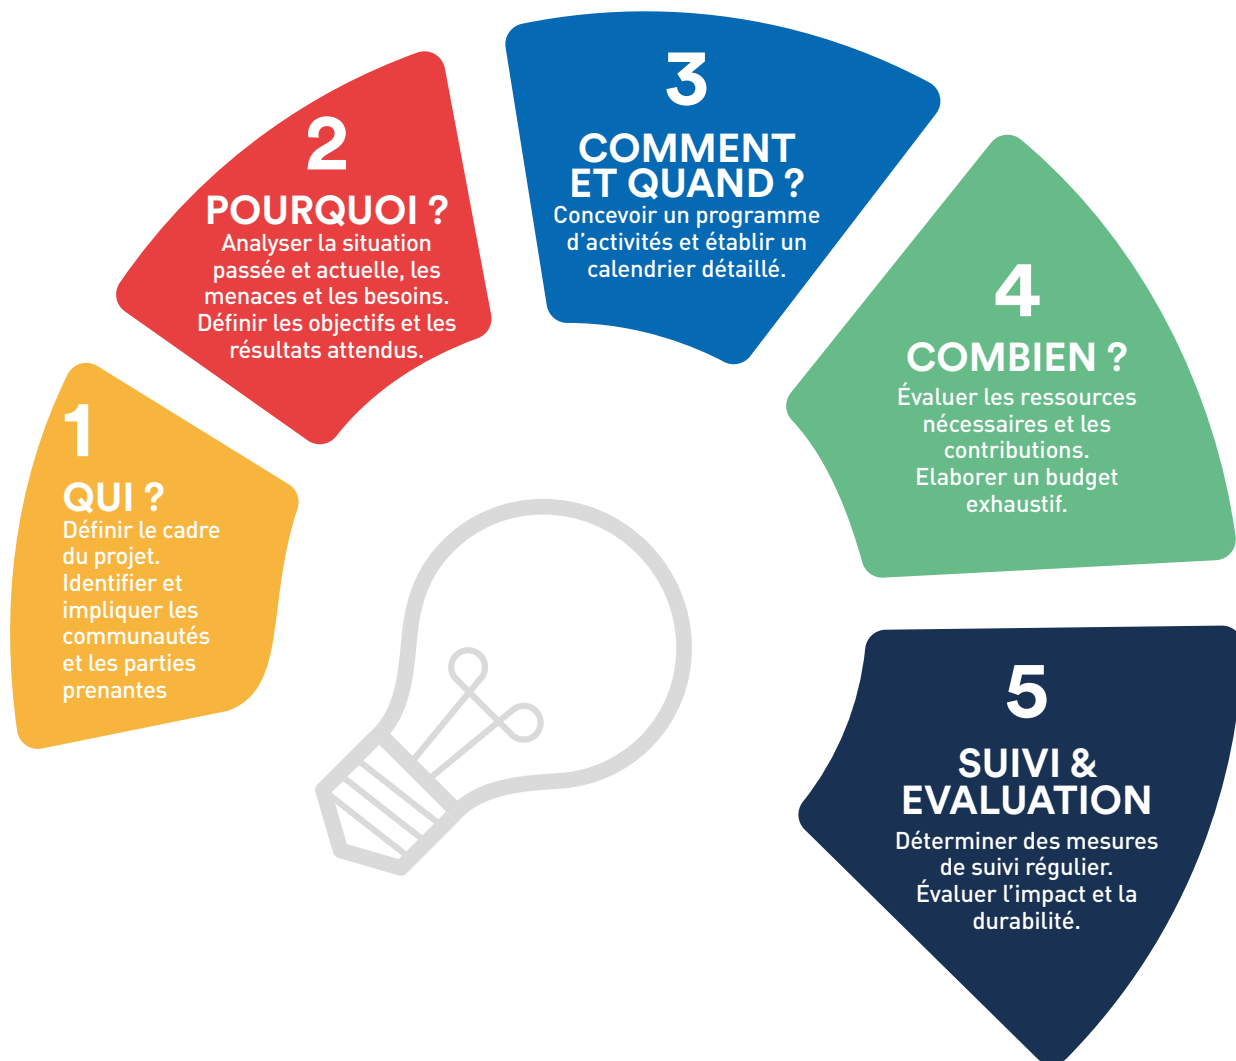 1
QUI ?
Définir le cadre
du projet.
Identifier et
impliquer les
communautés
et les parties
prenantes
2
POURQUOI ?
Analyser la situation
passée et actuelle, les
menaces et les besoins.
Définir les objectifs et les
résultats attendus.
3
COMMENT
ET QUAND ?
Concevoir un programme
d’activités et établir un
calendrier détaillé.
4
COMBIEN ?
Évaluer les ressources
nécessaires et les
contributions.
Elaborer un budget
exhaustif.
5
SUIVI &
EVALUATION
Déterminer des mesures
de suivi régulier.
Évaluer l’impact et la
durabilité.